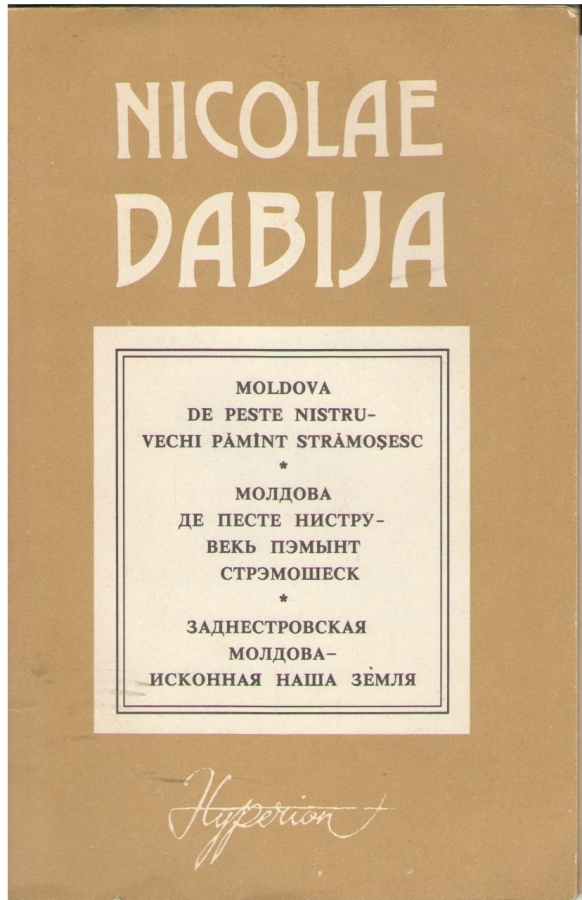 NICOLAE
DABIJA
MOLDOVA
DE PESTE NISTRU-
VECHI PĂMÎNT STRĂMOŞESC
*
МОЛДОВА
ДЕ ПЕСТЕ НИСТРУ-
ВЕКЬ ПЭМЫНТ
СТРЭМОШЕСК
*
ЗАДНЕСТРОВСКАЯ
МОЛДОВА-
ИСКОННАЯ НАША ЗЕМЛЯ
Hyperion